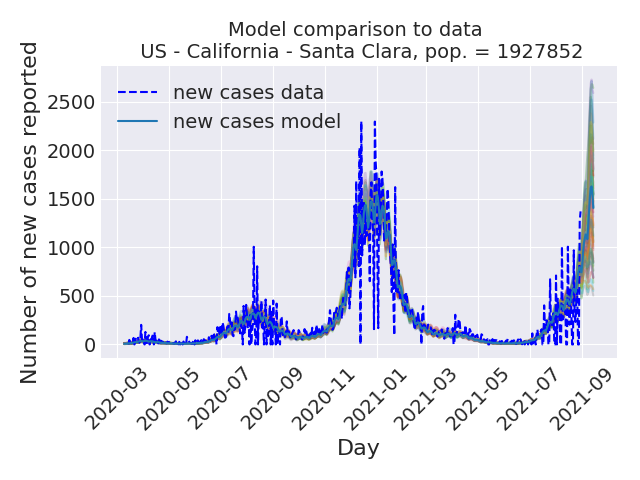 Model comparison to data
US - California - Santa Clara, pop. = 1927852
Number of new cases reported
2500
2000
1500
1000
500
0
new cases data
new cases model
2020-03
2020-05
2020-07
2020-09
2020-11
2021-01
2021-03
2021-05
2021-07
2021-09
Day